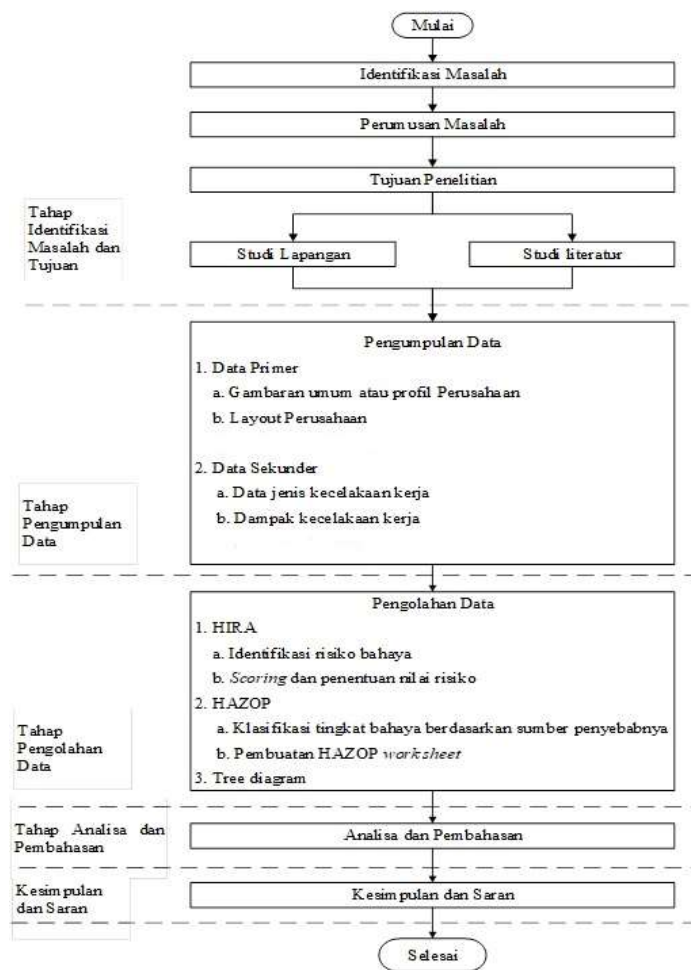 Mulai
Identifikasi Masalah
Perumusan Masalah
Tujuan Penelitian
Tahap
Identifikasi
Masalah dan
Tujuan
Studi Lapangan
Studi literatur
Pengumpulan Data
1. Data Primer
a. Gambaran umum atau profil Perusahaan
b. Layout Perusahaan
2. Data Sekunder
a. Data jenis kecelakaan kerja
b. Dampak kecelakaan kerja
Tahap
Pengumpulan
Data
Pengolahan Data
1. HIRA
a. Identifikasi risiko bahaya
b. Scoring dan penentuan nilai risiko
2. HAZOP
a. Klasifikasi tingkat bahaya berdasarkan sumber penyebabnya
b. Pembuatan HAZOP worksheet
3. Tree diagram
Tahap
Pengolahan
Data
Tahap Analisa dan
Pembahasan
Analisa dan Pembahasan
Kesimpulan
dan Saran
Kesimpulan dan Saran
Selesai